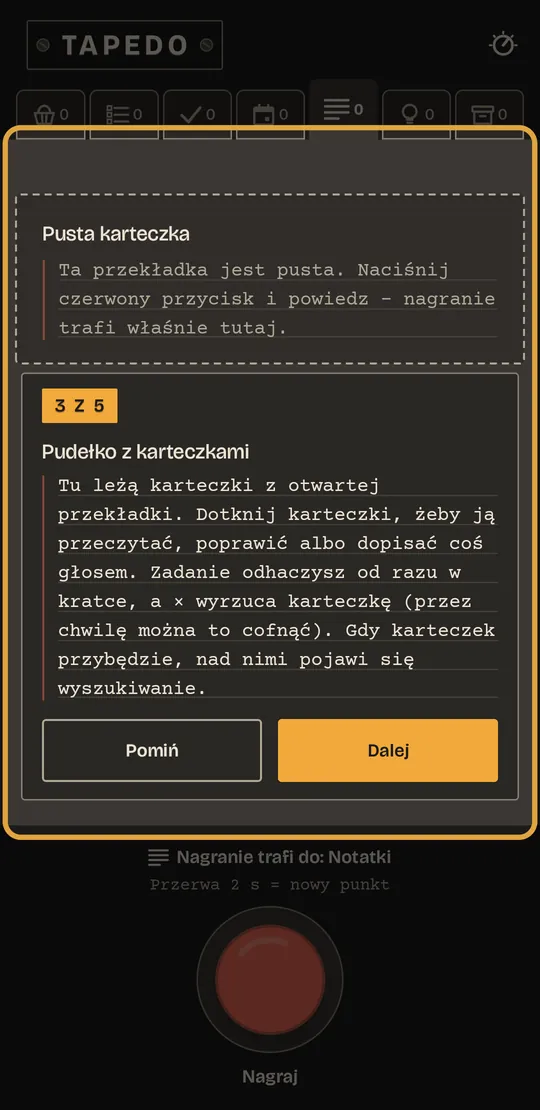 TAPEDO
0 0 0 0 0 0 0
Pusta karteczka
Ta przekładka jest pusta. Naciśnij
czerwony przycisk i powiedz – nagranie
trafi właśnie tutaj.
3 Z 5
Pudełko z karteczkami
Tu leżą karteczki z otwartej
przekładki. Dotknij karteczki, żeby ją
przeczytać, poprawić albo dopisać coś
głosem. Zadanie odhaczysz od razu w
kratce, a × wyrzuca karteczkę (przez
chwilę można to cofnąć). Gdy karteczek
przybędzie, nad nimi pojawi się
wyszukiwanie.
Pomiń
Dalej
Nagranie trafi do: Notatki
Przerwa 2 s = nowy punkt
Nagraj